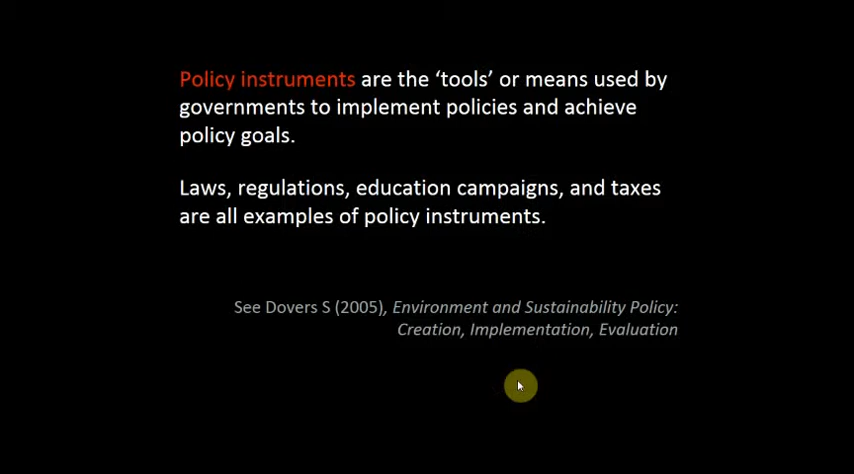 Policy instruments are the ‘tools’ or means used by
governments to implement policies and achieve
policy goals.
Laws, regulations, education campaigns, and taxes
are all examples of policy instruments.
See Dovers S (2005), Environment and Sustainability Policy:
Creation, Implementation, Evaluation